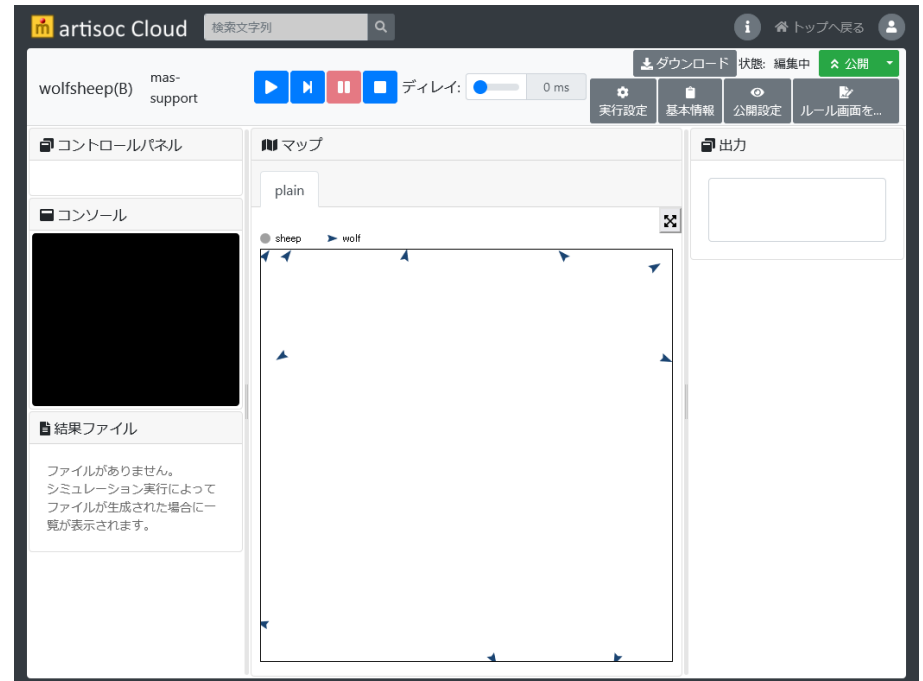 artisoc Cloud
検索文字列
トップへ戻る
wolfsheep(B)
mas-
support
ディレイ:
0 ms
ダウンロード
状態: 編集中
公開
実行設定
基本情報
公開設定
ルール画面を...
コントロールパネル
コンソール
結果ファイル
ファイルがありません。
シミュレーション実行によって
ファイルが生成された場合に一
覧が表示されます。
マップ
plain
sheep
wolf
出力